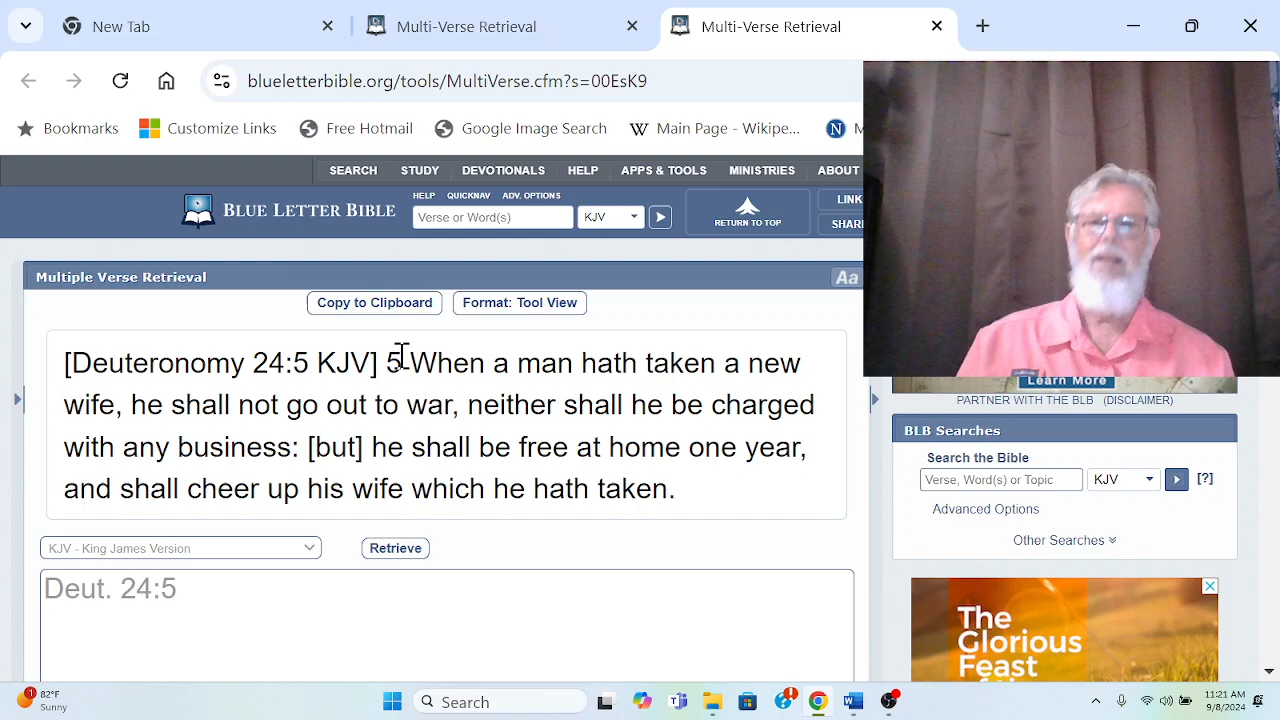 New Tab
Multi-Verse Retrieval
Multi-Verse Retrieval
blueletterbible.org/tools/MultiVerse.cfm?s=00EsK9
Bookmarks
Customize Links
Free Hotmail
Google Image Search
W Main Page - Wikipe...
N
SEARCH STUDY DEVOTIONALS HELP APPS & TOOLS MINISTRIES ABOUT
HELP QUICKNAV ADV. OPTIONS
BLUE LETTER BIBLE
Verse or Word(s)
KJV
RETURN TO TOP
LINK
SHAR
Multiple Verse Retrieval
Aa
Copy to Clipboard
Format: Tool View
[Deuteronomy 24:5 KJV] 5 When a man hath taken a new
wife, he shall not go out to war, neither shall he be charged
with any business: [but] he shall be free at home one year,
and shall cheer up his wife which he hath taken.
KJV - King James Version
Retrieve
Deut. 24:5
Learn More
PARTNER WITH THE BLB (DISCLAIMER)
BLB Searches
Search the Bible
Verse, Word(s) or Topic
KJV
[?]
Advanced Options
Other Searches
The
Glorious
Feast
1
82°F
Sunny
Search
11:21 AM
9/8/2024